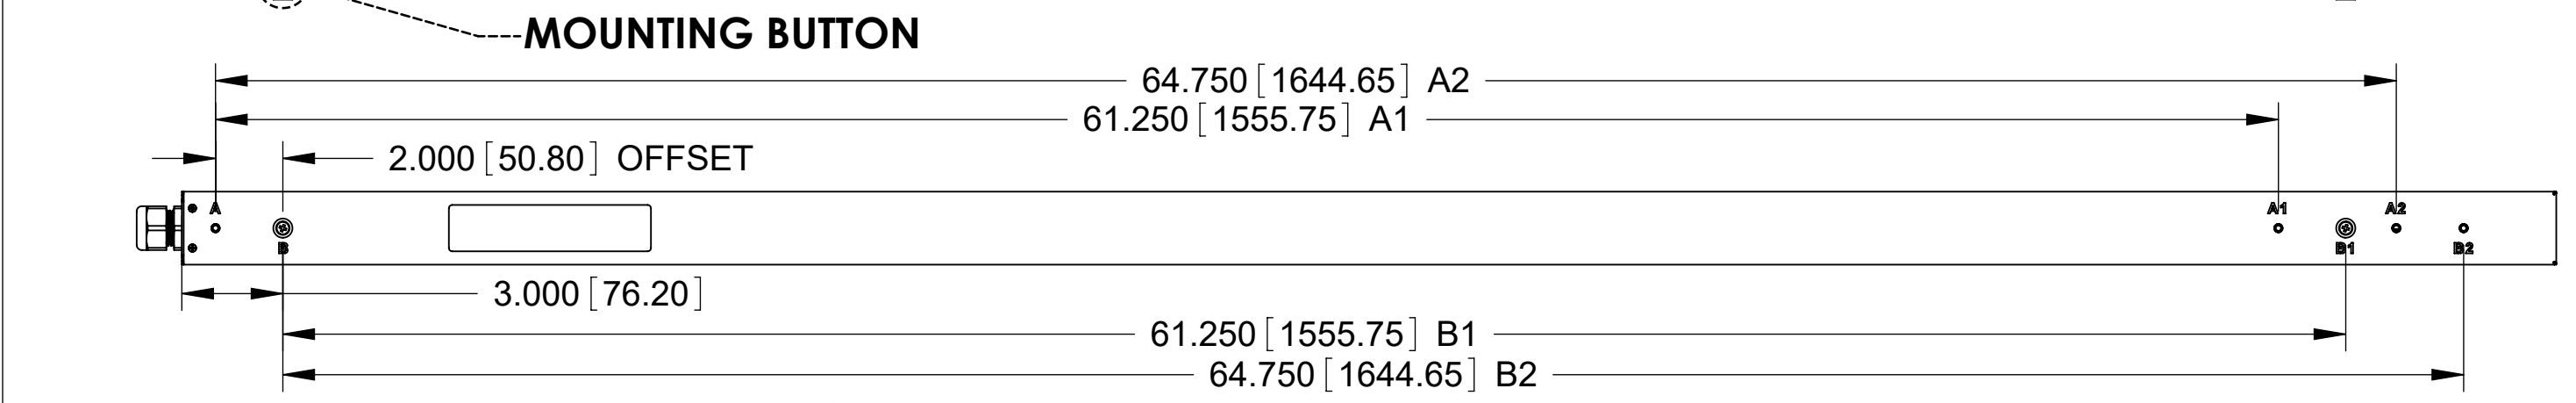 MOUNTING BUTTON
64.750 [1644.65] A2
61.250 [1555.75] A1
2.000 [50.80] OFFSET
A
A1
A2
B
B1
B2
3.000 [76.20]
61.250 [1555.75] B1
64.750 [1644.65] B2